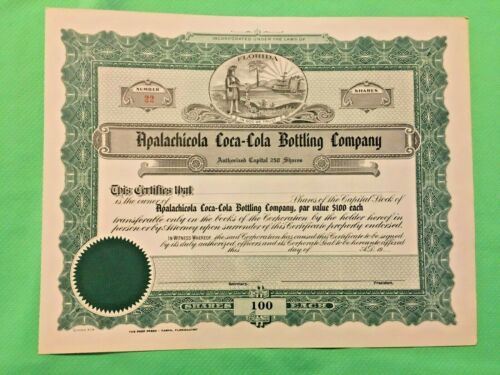 INCORPORATED UNDER THE LAWS OF
FLORIDA
NUMBER
22
SHARES
Apalachicola Coca-Cola Bottling Company
Authorized Capital 250 Shares
This Certifies that
is the owner of Shares of the Capital Stock of
Apalachicola Coca-Cola Bottling Company, par value $100 each
transferable only on the books of the Corporation by the holder hereof in
person or by Attorney upon surrender of this Certificate properly endorsed.
IN WITNESS WHEREOF, the said Corporation has caused this Certificate to be signed
by its duly authorized officers and its Corporate Seal to be hereunto affixed
this day of A.D. 19
Secretary. President.
SHARES 100 EACH